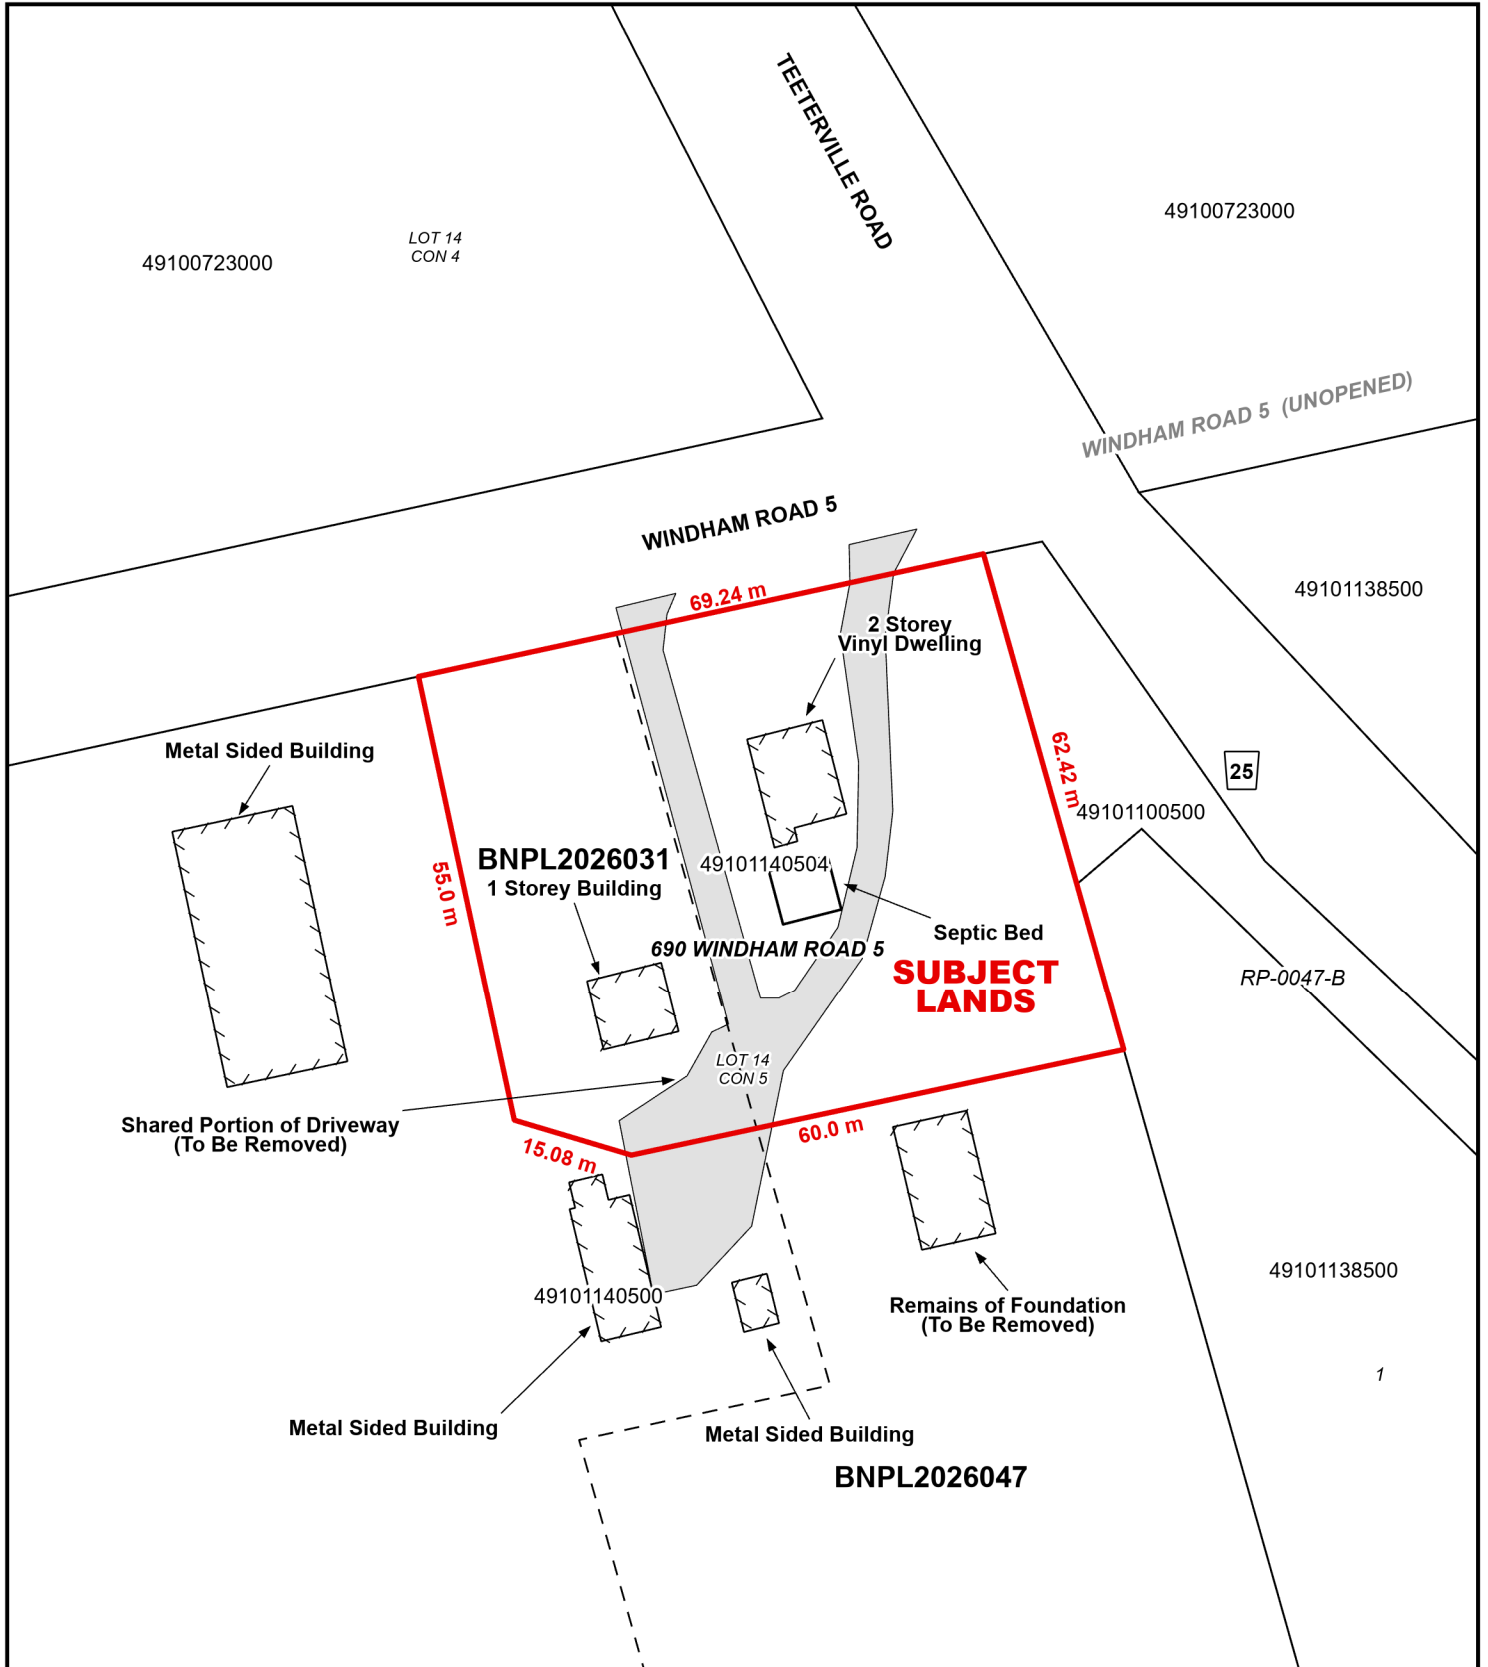 TEETERVILLE ROAD
49100723000
LOT 14
CON 4
49100723000
WINDHAM ROAD 5 (UNOPENED)
WINDHAM ROAD 5
49101138500
69.24 m
2 Storey
Vinyl Dwelling
Metal Sided Building
62.42 m
25
49101100500
BNPL2026031
1 Storey Building
49101140504
55.0 m
Septic Bed
690 WINDHAM ROAD 5
SUBJECT
LANDS
RP-0047-B
LOT 14
CON 5
Shared Portion of Driveway
(To Be Removed)
60.0 m
15.08 m
49101138500
49101140500
Remains of Foundation
(To Be Removed)
1
Metal Sided Building
Metal Sided Building
BNPL2026047